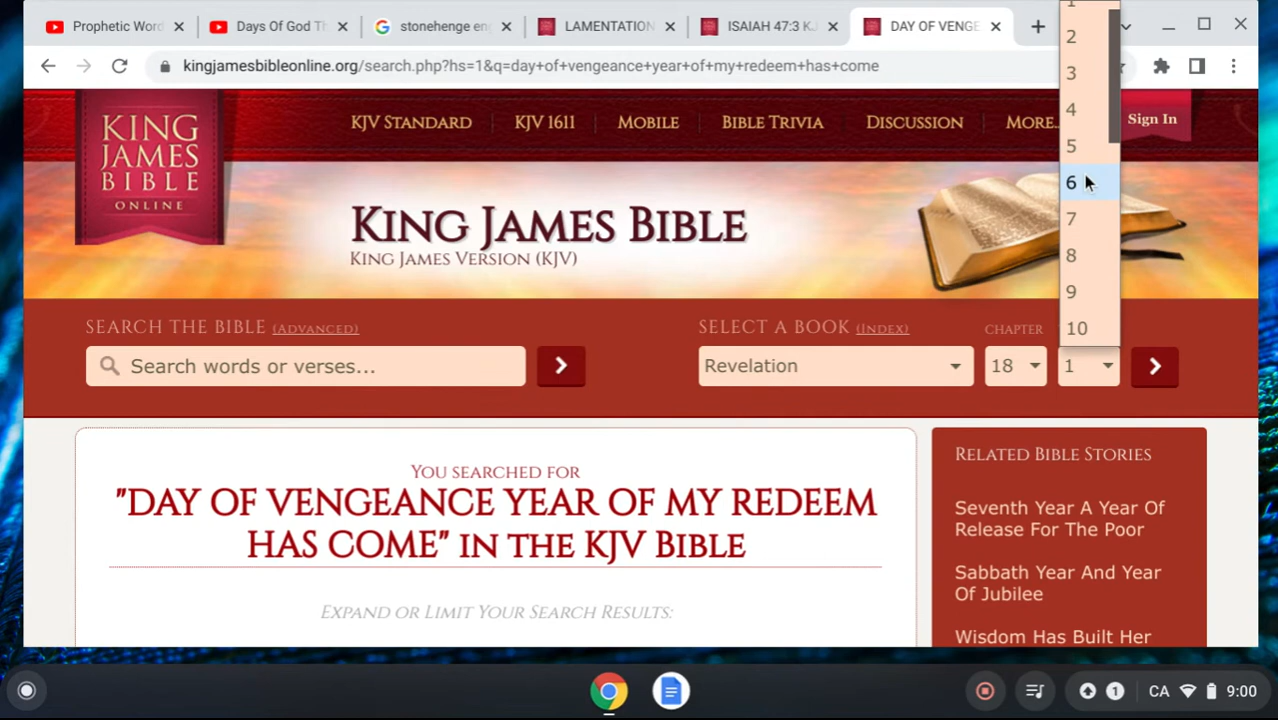 Prophetic Word
Days Of God Th
stonehenge en
LAMENTATION
ISAIAH 47:3 KJ
DAY OF VENGE
kingjamesbibleonline.org/search.php?hs=1&q=day+of+vengeance+year+of+my+redeem+has+come
KING
JAMES
BIBLE
ONLINE
KJV STANDARD
KJV 1611
MOBILE
BIBLE TRIVIA
DISCUSSION
MORE..
Sign In
KING JAMES BIBLE
KING JAMES VERSION (KJV)
1
2
3
4
5
6
7
8
9
10
SEARCH THE BIBLE (ADVANCED)
Search words or verses...
SELECT A BOOK (INDEX)
CHAPTER
Revelation
18
1
YOU SEARCHED FOR
"DAY OF VENGEANCE YEAR OF MY REDEEM
HAS COME" IN THE KJV BIBLE
EXPAND OR LIMIT YOUR SEARCH RESULTS:
RELATED BIBLE STORIES
Seventh Year A Year Of
Release For The Poor
Sabbath Year And Year
Of Jubilee
Wisdom Has Built Her
1
CA
9:00